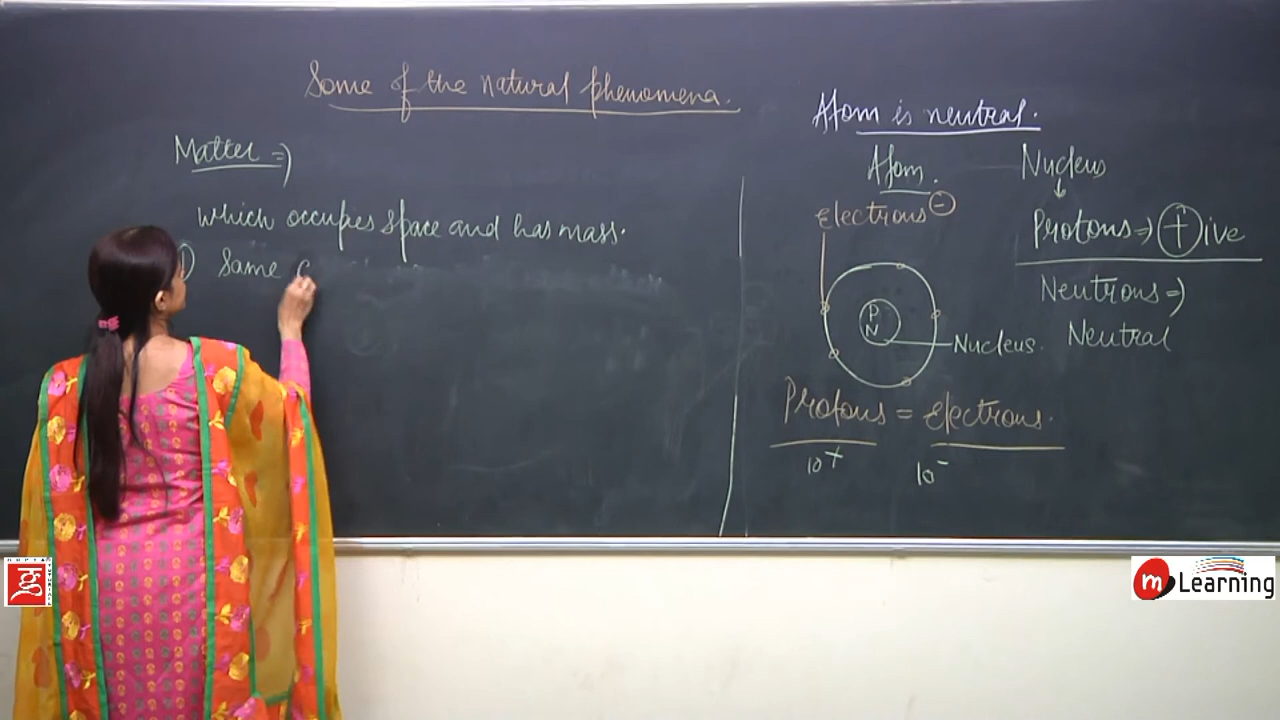 Some of the natural phenomena.
Matter ⇒
which occupes space and has mass.
1) Same
Atom is neutral.
Atom.
Electrons ⊖
P
N
Nucleus.
Nucleus
↓
Protons ⇒ ⊕ive
Neutrons ⇒
Neutral
Protons = Electrons.
10+ 10-
ग
m Learning